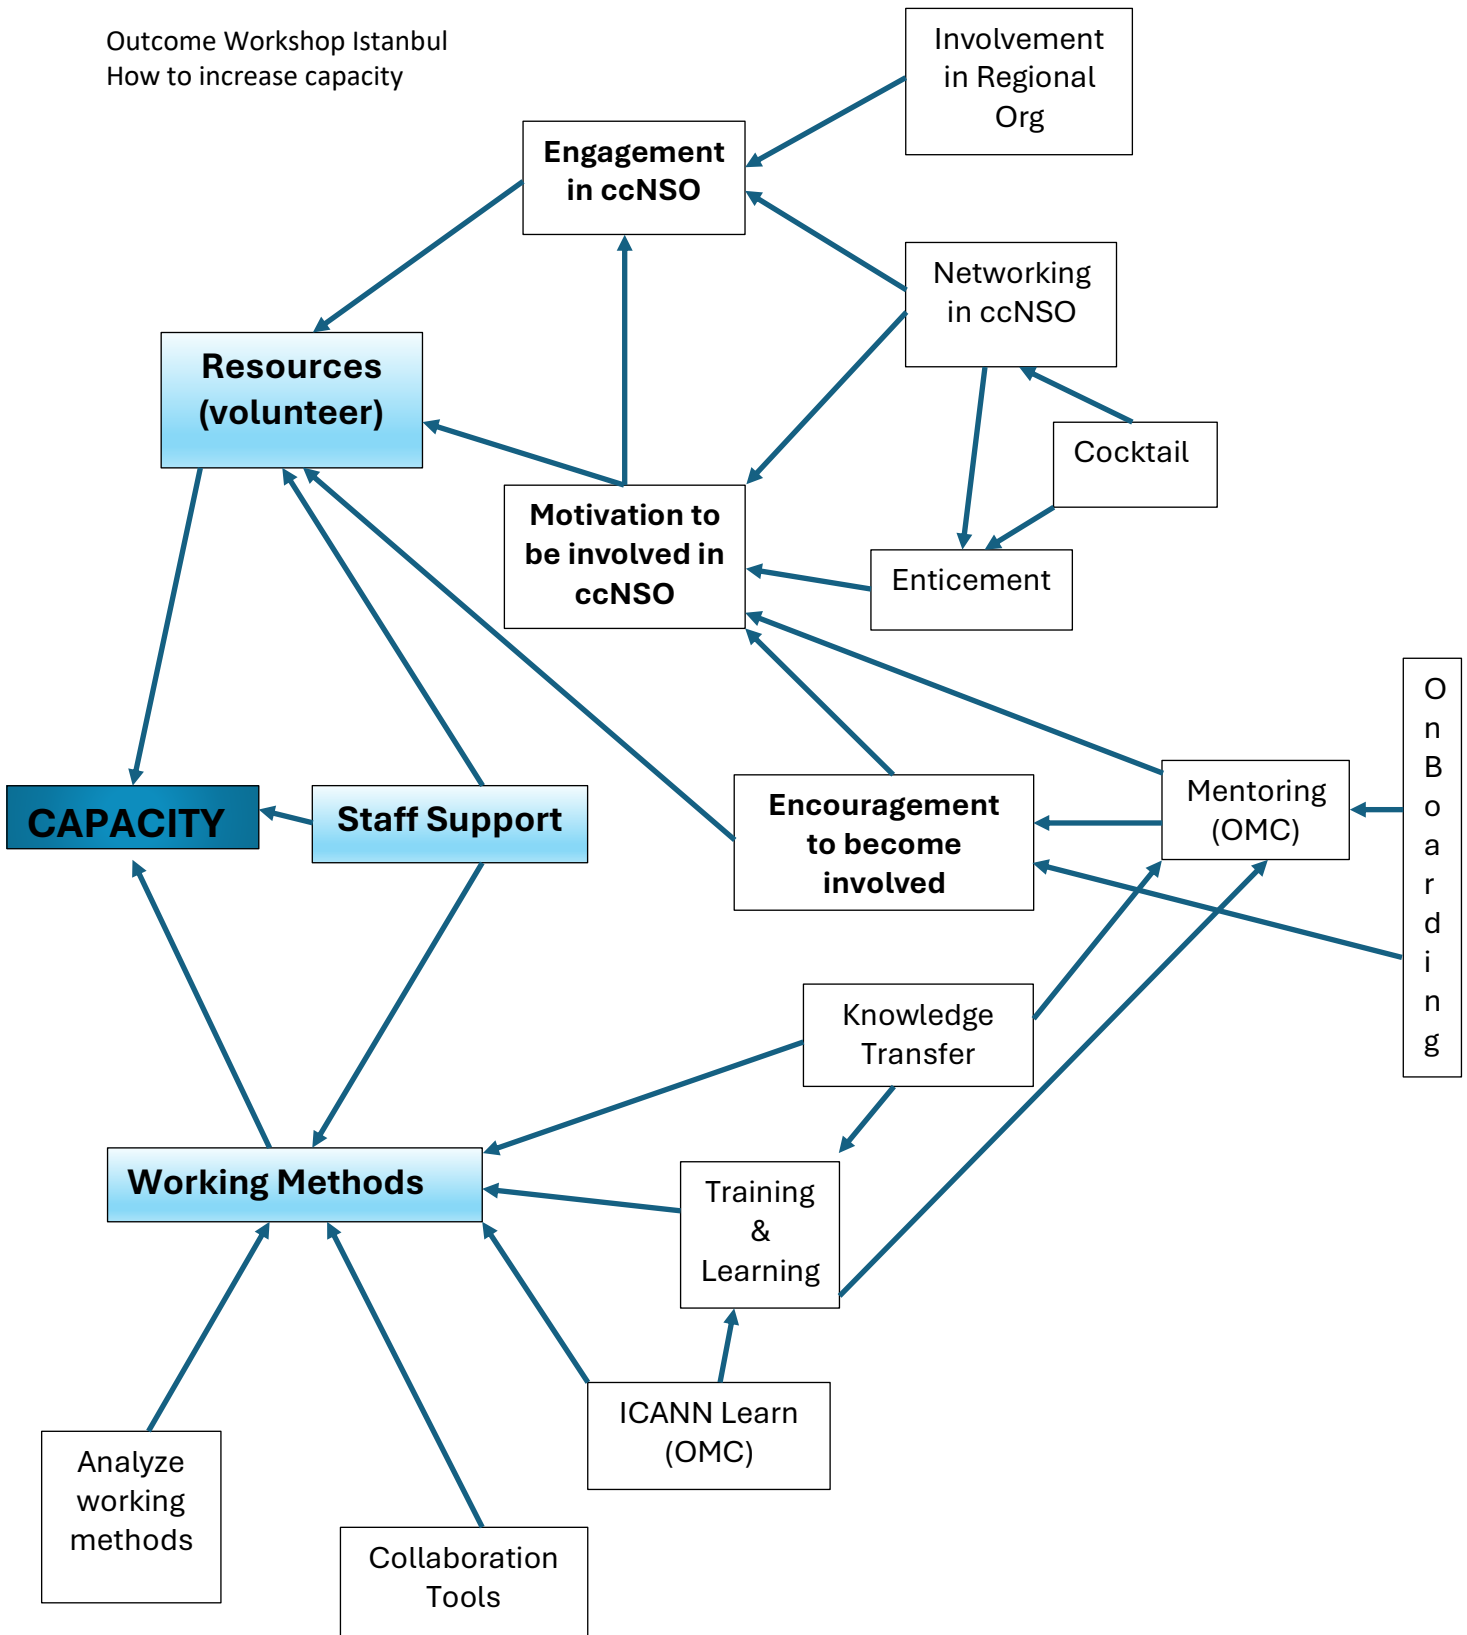 Outcome Workshop Istanbul
How to increase capacity
Involvement
in Regional
Org
Engagement
in ccNSO
Networking
in ccNSO
Resources
(volunteer)
Cocktail
Motivation to
be involved in
ccNSO
Enticement
O
n
B
o
a
r
d
i
n
g
CAPACITY
Staff Support
Encouragement
to become
involved
Mentoring
(OMC)
Knowledge
Transfer
Working Methods
Training
&
Learning
ICANN Learn
(OMC)
Analyze
working
methods
Collaboration
Tools